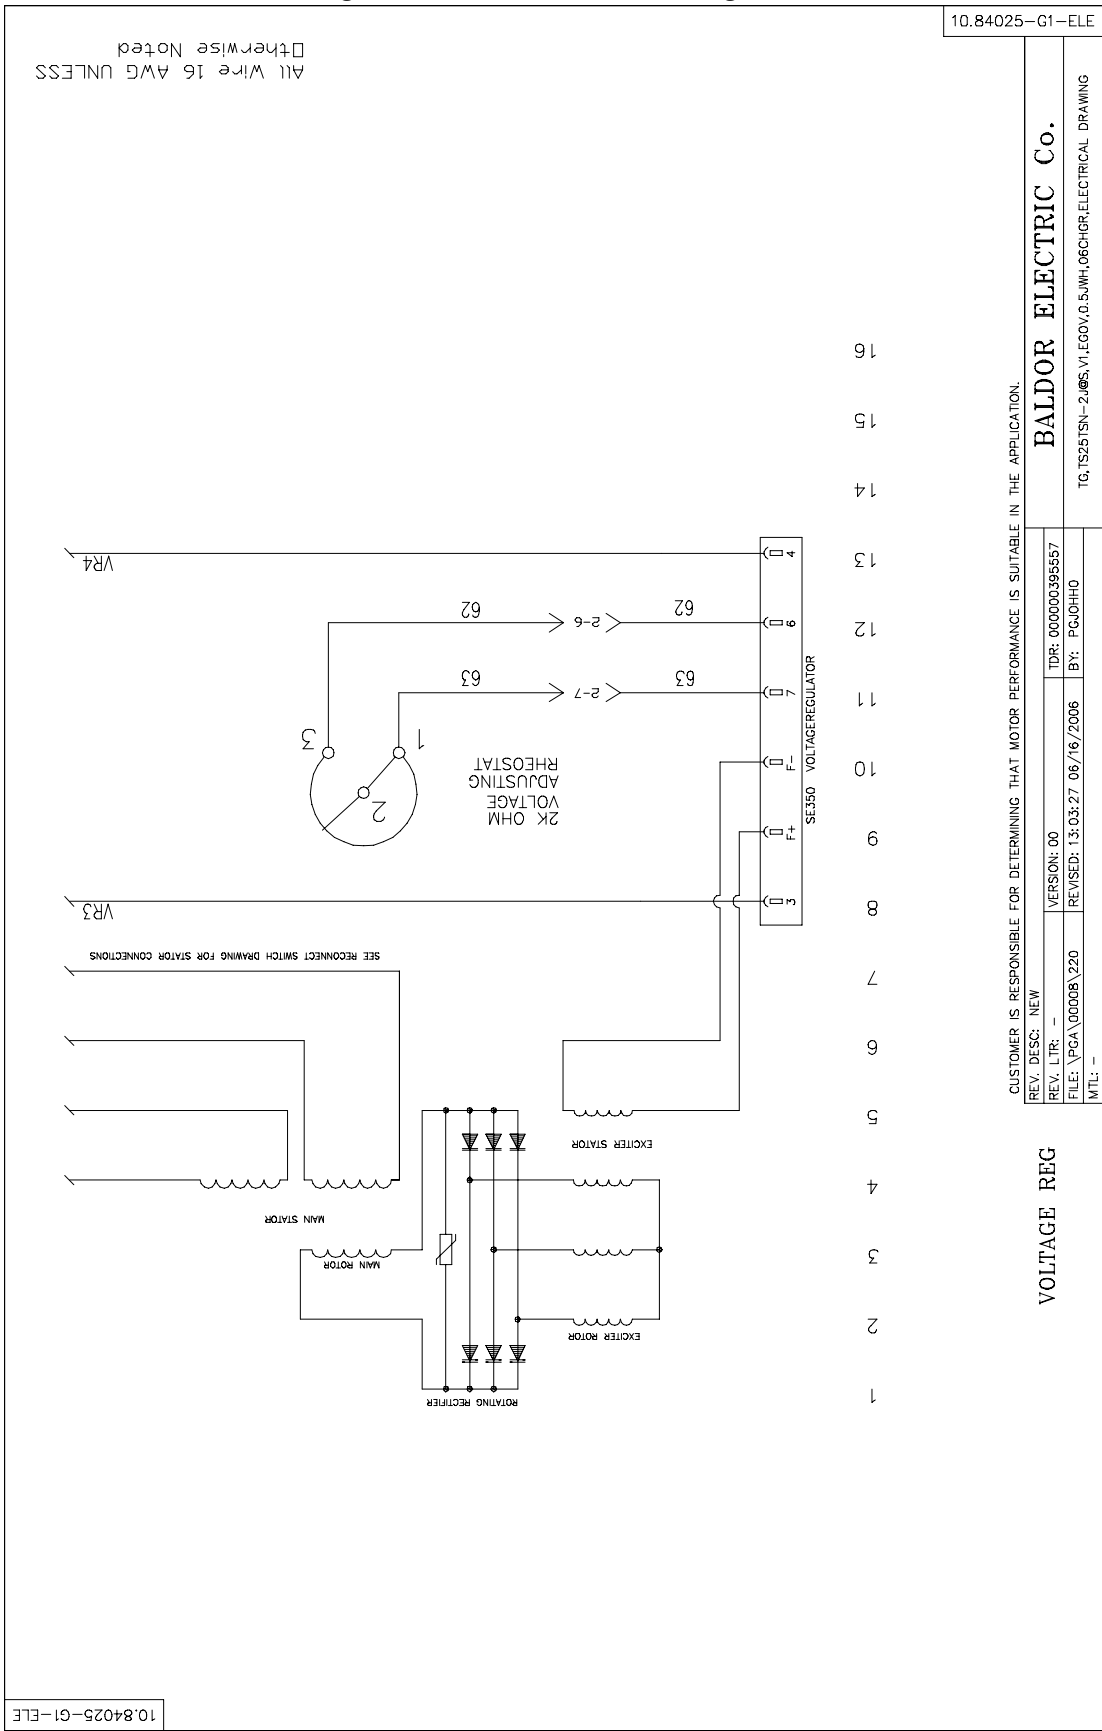 10.84025-G1-ELE
All Wire 16 AWG UNLESS
Otherwise Noted
16
15
14
13
12
11
10
9
8
7
6
5
4
3
2
1
VR4
62
2-6
62
63
2-7
63
3
1
2
2K OHM
VOLTAGE
ADJUSTING
RHEOSTAT
4
6
7
F-
F+
3
SE350 VOLTAGEREGULATOR
VR3
SEE RECONNECT SWITCH DRAWING FOR STATOR CONNECTIONS
EXCITER STATOR
MAIN STATOR
MAIN ROTOR
EXCITER ROTOR
ROTATING RECTIFIER
CUSTOMER IS RESPONSIBLE FOR DETERMINING THAT MOTOR PERFORMANCE IS SUITABLE IN THE APPLICATION.
REV. DESC: NEW
REV. LTR: -
VERSION: 00
TDR: 000000395557
FILE: \PGA\00008\220
REVISED: 13:03:27 06/16/2006
BY: PGJOHHO
MTL: -
BALDOR ELECTRIC Co.
TG,TS25TSN-2J@S,V1,EGOV,0.5JWH,06CHGR,ELECTRICAL DRAWING
VOLTAGE REG
10.84025-G1-ELE